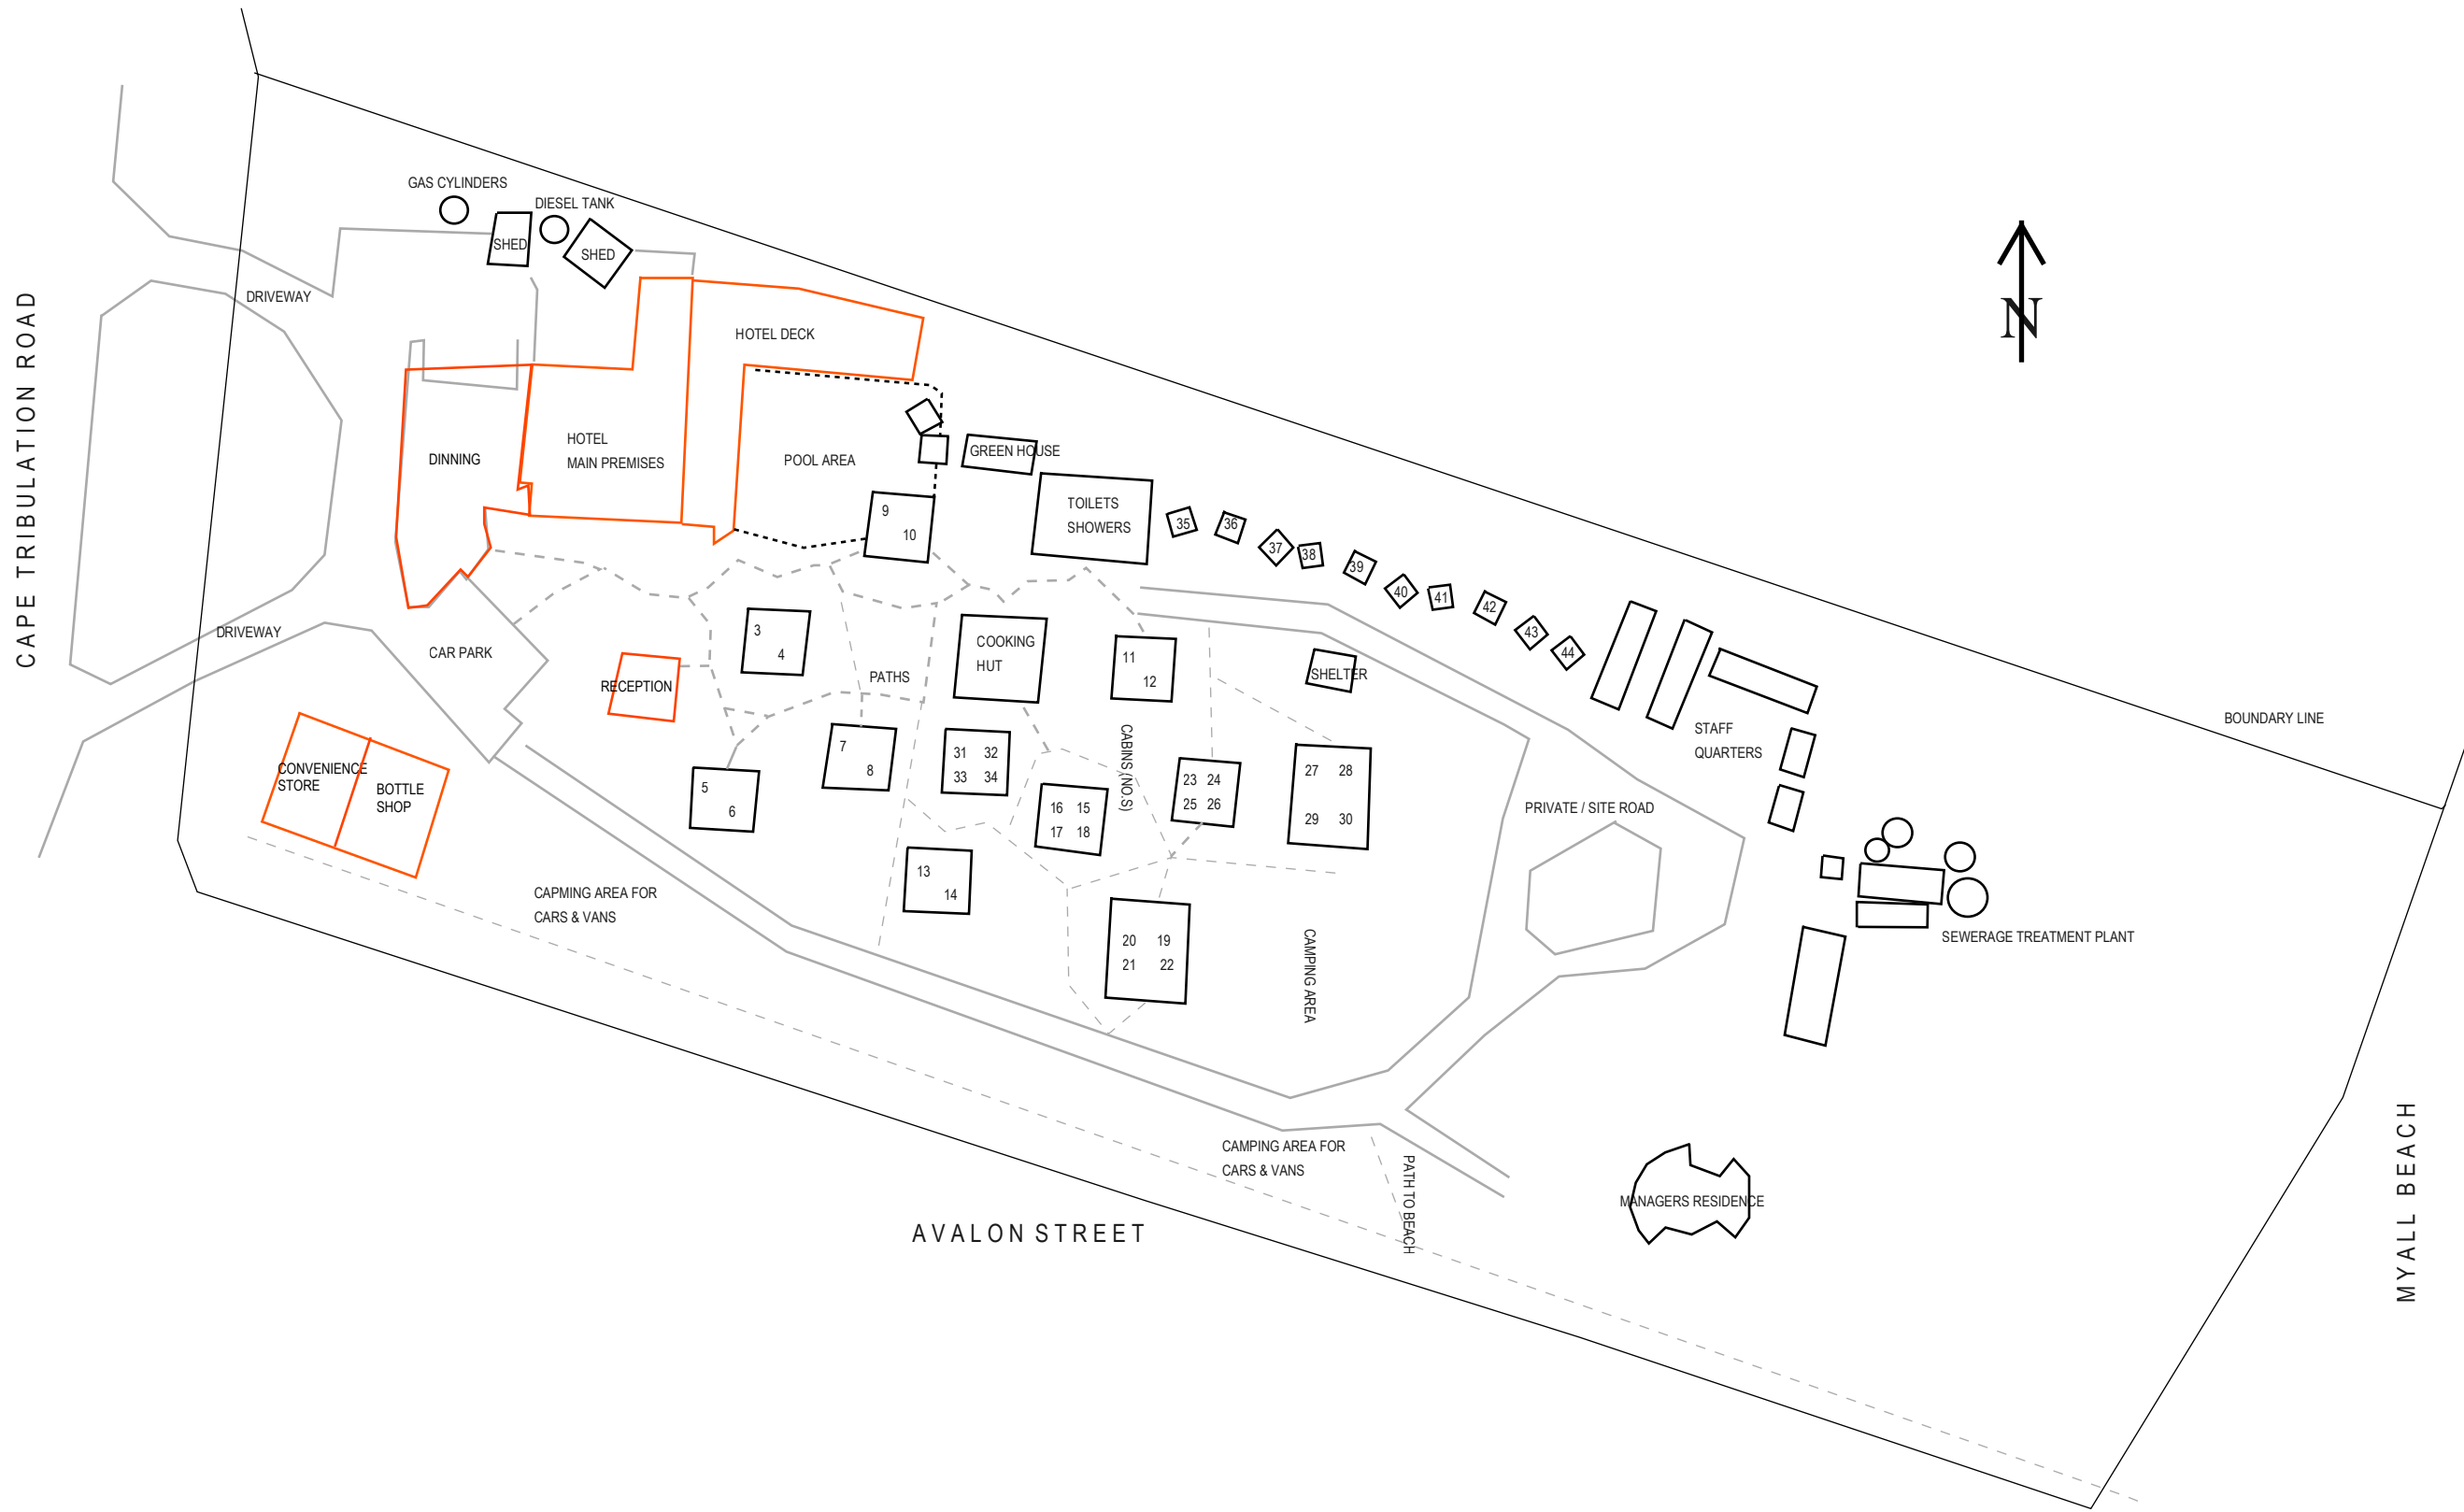 GAS CYLINDERS
DIESEL TANK
SHED
SHED
DRIVEWAY
HOTEL DECK
N
CAPE TRIBULATION ROAD
HOTEL
MAIN PREMISES
DINNING
POOL AREA
GREEN HOUSE
TOILETS
SHOWERS
9
10
35
36
37
38
39
40
41
42
43
44
DRIVEWAY
CAR PARK
RECEPTION
3
4
PATHS
COOKING
HUT
11
12
SHELTER
STAFF
QUARTERS
BOUNDARY LINE
CONVENIENCE
STORE
BOTTLE
SHOP
5
6
7
8
31 32
33 34
16 15
17 18
CABINS (NO.S)
23 24
25 26
27 28
29 30
PRIVATE / SITE ROAD
13
14
CAPMING AREA FOR
CARS & VANS
20 19
21 22
CAMPING AREA
SEWERAGE TREATMENT PLANT
CAMPING AREA FOR
CARS & VANS
PATH TO BEACH
MANAGERS RESIDENCE
AVALON STREET
MYALL BEACH